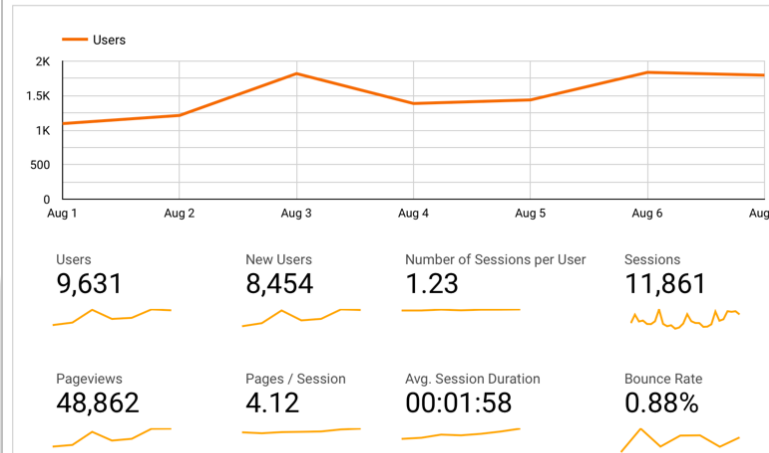 Users
2K
1.5K
1K
500
0
Aug 1 Aug 2 Aug 3 Aug 4 Aug 5 Aug 6 Aug
Users New Users Number of Sessions per User Sessions
9,631 8,454 1.23 11,861
Pageviews Pages / Session Avg. Session Duration Bounce Rate
48,862 4.12 00:01:58 0.88%